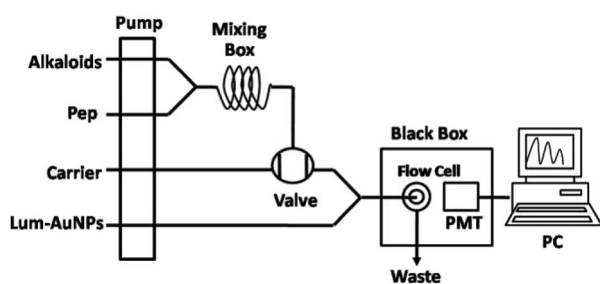 Pump
Mixing
Box
Alkaloids
Pep
Carrier
Valve
Lum-AuNPs
Black Box
Flow Cell
PMT
PC
Waste